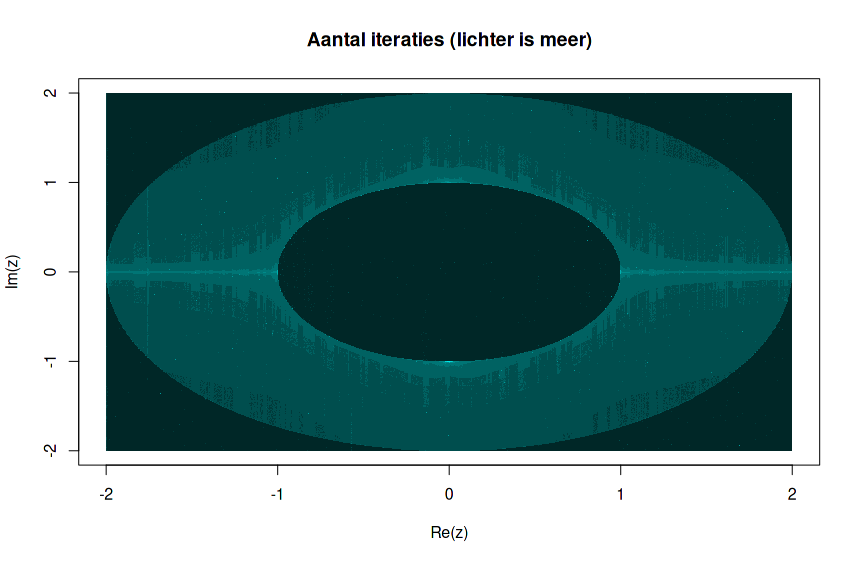 Aantal iteraties (lichter is meer)
2
1
0
-1
-2
Im(z)
-2 -1 0 1 2
Re(z)